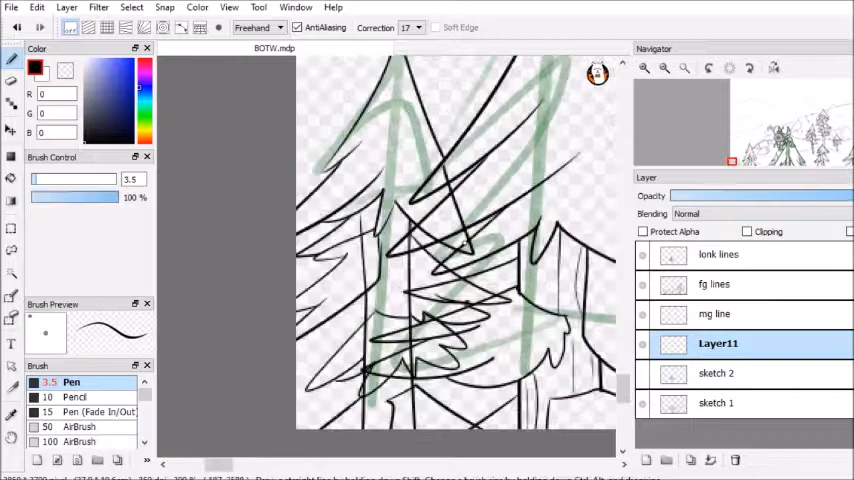 File Edit Layer Filter Select Snap Color View Tool Window Help
Freehand AntiAliasing Correction 17 Soft Edge
BOTW.mdp
Color
R 0
G 0
B 0
Brush Control
3.5
100 %
Brush Preview
Brush
3.5 Pen
10 Pencil
15 Pen (Fade In/Out)
50 AirBrush
100 AirBrush
Navigator
Layer
Opacity
Blending Normal
Protect Alpha Clipping
lonk lines
fg lines
mg line
Layer11
sketch 2
sketch 1